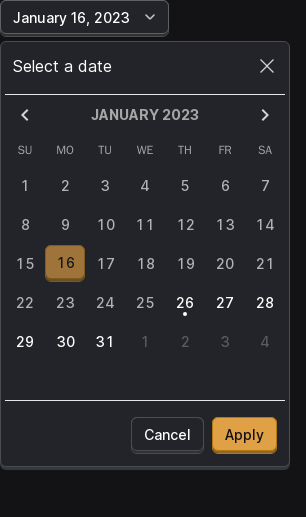 January 16, 2023
Select a date
JANUARY 2023
SU MO TU WE TH FR SA
1 2 3 4 5 6 7
8 9 10 11 12 13 14
15 16 17 18 19 20 21
22 23 24 25 26 27 28
29 30 31 1 2 3 4
Cancel Apply